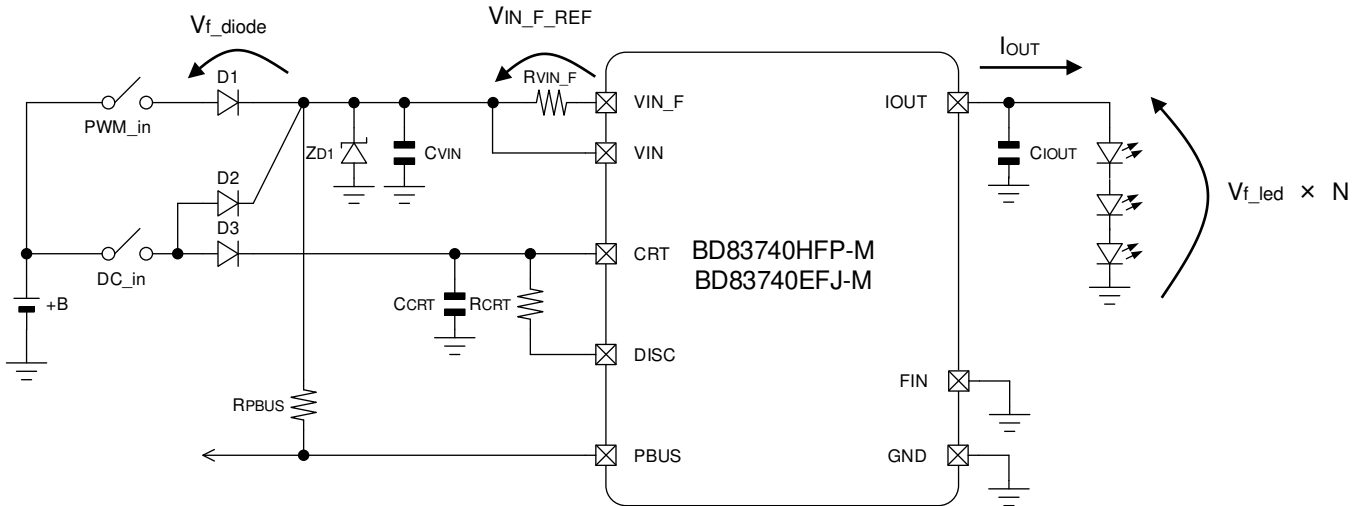 Vf_diode
VIN_F_REF
IOUT
D1
RVIN_F
VIN_F
IOUT
PWM_in
ZD1
CVIN
VIN
CIOUT
D2
Vf_led × N
D3
DC_in
CRT
BD83740HFP-M
BD83740EFJ-M
+B
CCRT
RCRT
DISC
FIN
RPBUS
PBUS
GND